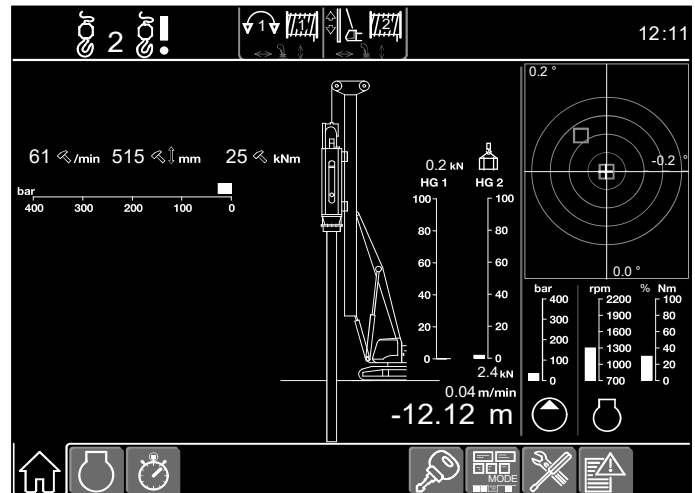 2
!
1
1
2
12:11
0.2 °
-0.2 °
0.0 °
61 /min 515 mm 25 kNm
bar
400 300 200 100 0
0.2 kN
HG 1 HG 2
100 100
80 80
60 60
40 40
20 20
0 0
2.4 kN
0.04 m/min
-12.12 m
bar rpm % Nm
400 2200 100
300 1900 80
200 1600 60
100 1300 40
0 1000 20
700 0
MODE